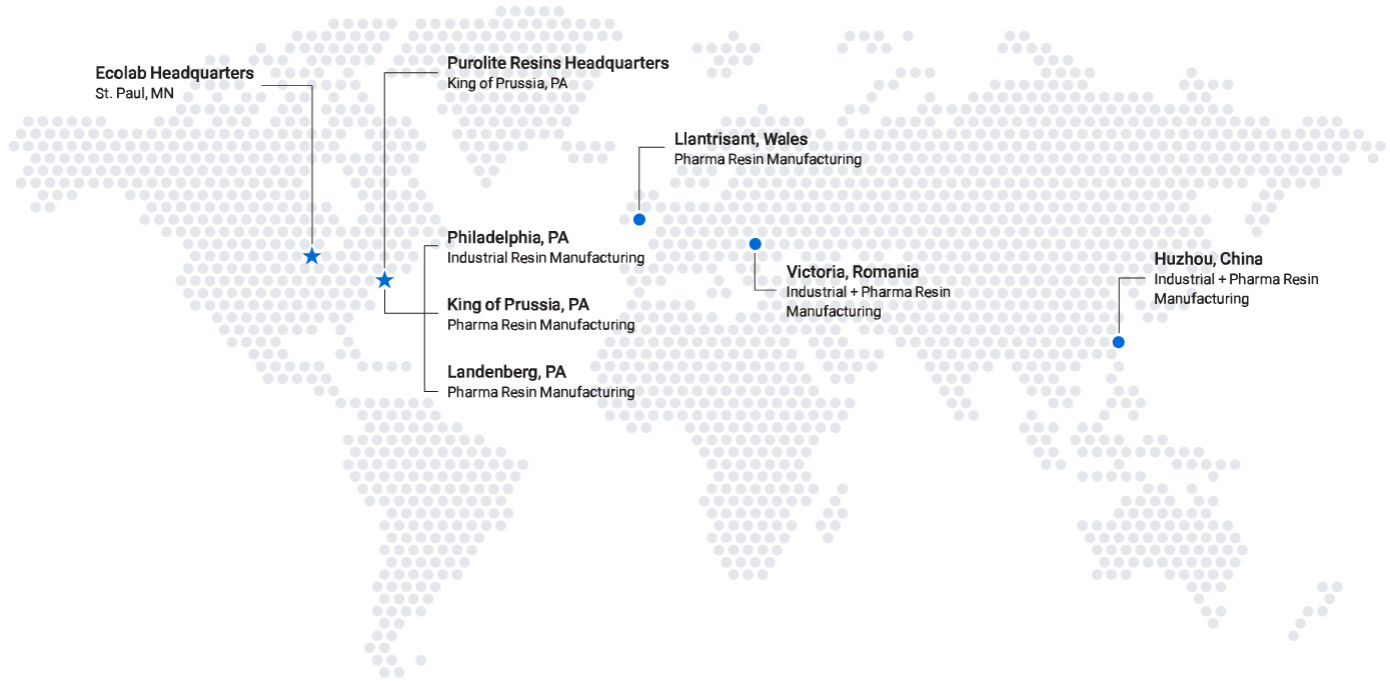 Ecolab Headquarters
St. Paul, MN
Purolite Resins Headquarters
King of Prussia, PA
Llantrisant, Wales
Pharma Resin Manufacturing
Philadelphia, PA
Industrial Resin Manufacturing
King of Prussia, PA
Pharma Resin Manufacturing
Landenberg, PA
Pharma Resin Manufacturing
Victoria, Romania
Industrial + Pharma Resin
Manufacturing
Huzhou, China
Industrial + Pharma Resin
Manufacturing